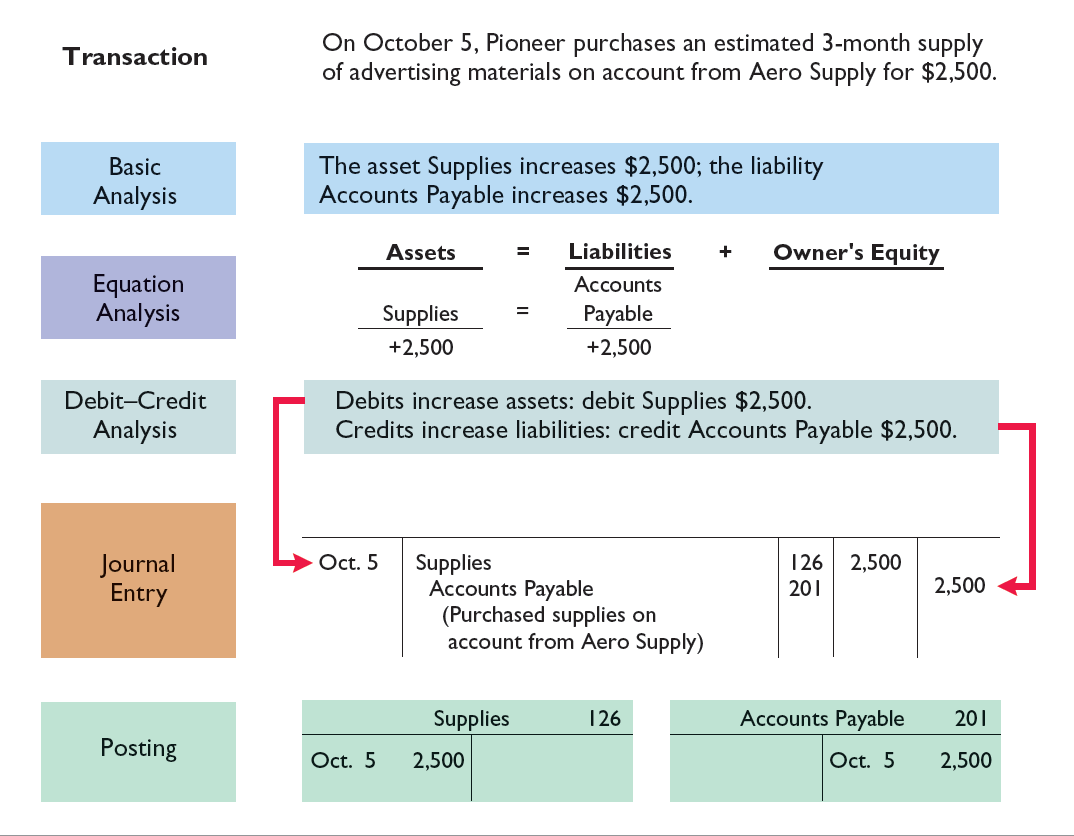 Transaction
On October 5, Pioneer purchases an estimated 3-month supply
of advertising materials on account from Aero Supply for $2,500.
Basic
Analysis
The asset Supplies increases $2,500; the liability
Accounts Payable increases $2,500.
Equation
Analysis
Assets = Liabilities + Owner's Equity
Accounts
Supplies = Payable
+2,500 +2,500
Debit–Credit
Analysis
Debits increase assets: debit Supplies $2,500.
Credits increase liabilities: credit Accounts Payable $2,500.
Journal
Entry
Oct. 5 Supplies 126 2,500
Accounts Payable 201 2,500
(Purchased supplies on
account from Aero Supply)
Posting
Supplies 126
Oct. 5 2,500
Accounts Payable 201
Oct. 5 2,500